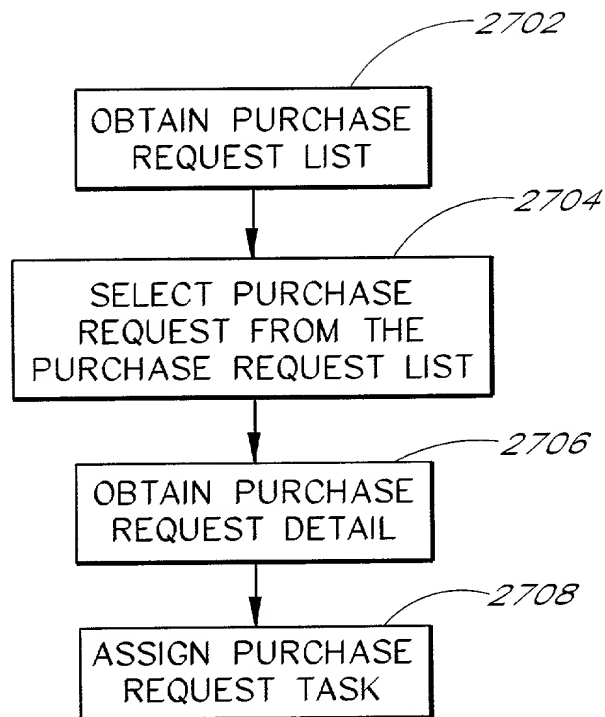 2702
OBTAIN PURCHASE
REQUEST LIST
2704
SELECT PURCHASE
REQUEST FROM THE
PURCHASE REQUEST LIST
2706
OBTAIN PURCHASE
REQUEST DETAIL
2708
ASSIGN PURCHASE
REQUEST TASK